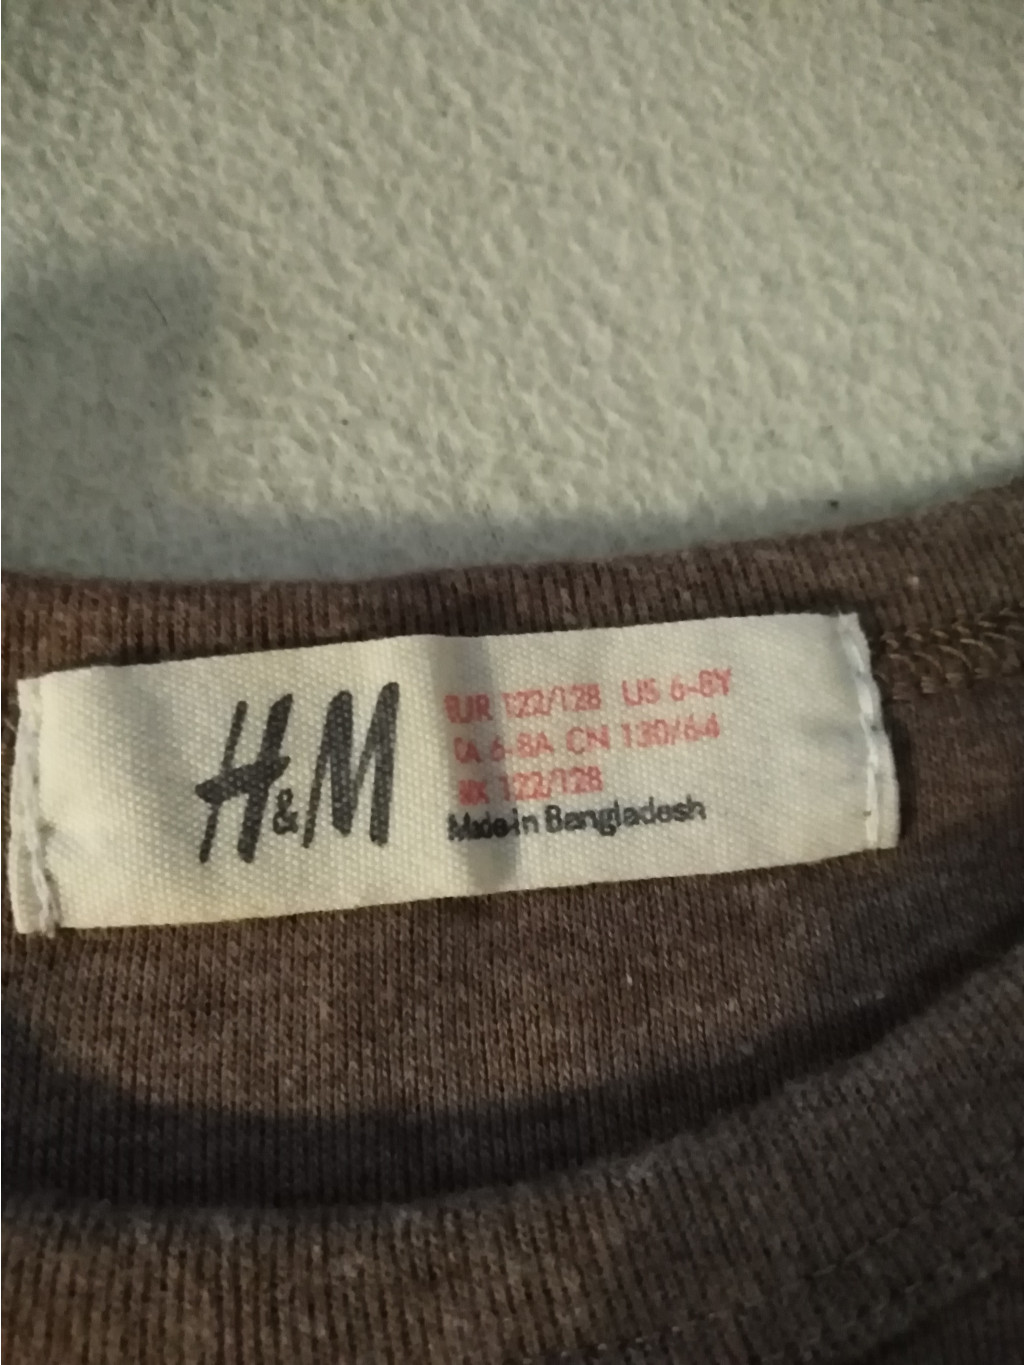 H&M
EUR 122/128 US 6-8Y
CA 6-8A CN 130/64
MX 122/128
Made in Bangladesh